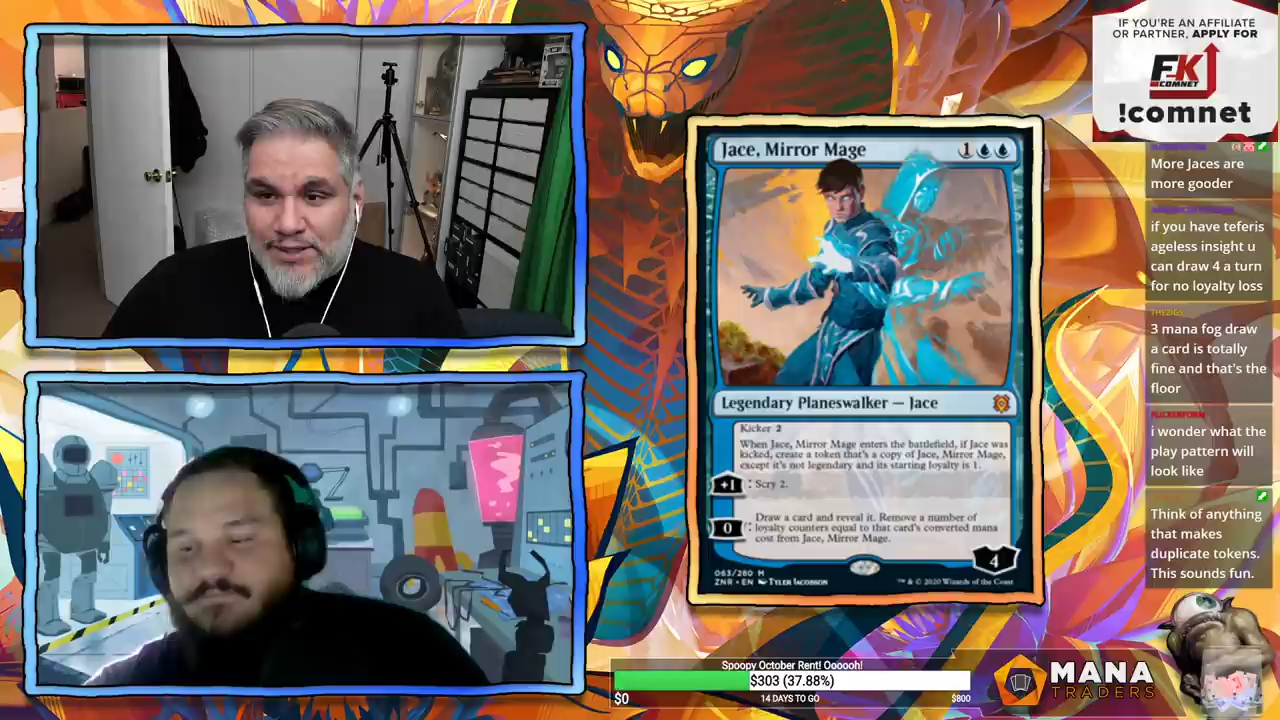 IF YOU'RE AN AFFILIATE
OR PARTNER, APPLY FOR
FK
COMNET
!comnet
Jace, Mirror Mage
1
Legendary Planeswalker — Jace
Kicker 2
When Jace, Mirror Mage enters the battlefield, if Jace was
kicked, create a token that's a copy of Jace, Mirror Mage,
except it's not legendary and its starting loyalty is 1.
+1 : Scry 2.
0 : Draw a card and reveal it. Remove a number of
loyalty counters equal to that card's converted mana
cost from Jace, Mirror Mage.
4
063/280 M
ZNR • EN TYLER JACOBSON
™ & © 2020 Wizards of the Coast
More Jaces are
more gooder
if you have teferis
ageless insight u
can draw 4 a turn
for no loyalty loss
3 mana fog draw
a card is totally
fine and that's the
floor
i wonder what the
play pattern will
look like
Think of anything
that makes
duplicate tokens.
This sounds fun.
Spoopy October Rent! Oooooh!
$303 (37.88%)
$0
14 DAYS TO GO
$800
MANA
TRADERS